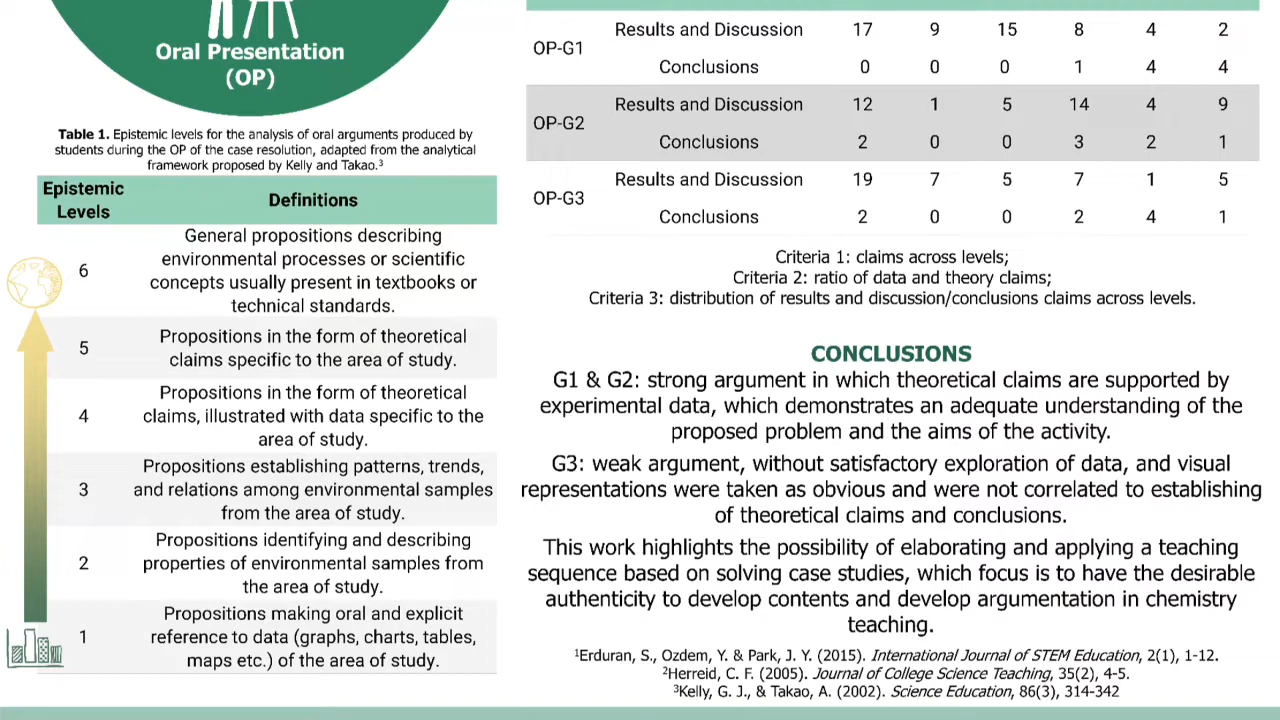 Oral Presentation
(OP)
Table 1. Epistemic levels for the analysis of oral arguments produced by
students during the OP of the case resolution, adapted from the analytical
framework proposed by Kelly and Takao.³
Epistemic
Levels
Definitions
6
General propositions describing
environmental processes or scientific
concepts usually present in textbooks or
technical standards.
5
Propositions in the form of theoretical
claims specific to the area of study.
4
Propositions in the form of theoretical
claims, illustrated with data specific to the
area of study.
3
Propositions establishing patterns, trends,
and relations among environmental samples
from the area of study.
2
Propositions identifying and describing
properties of environmental samples from
the area of study.
1
Propositions making oral and explicit
reference to data (graphs, charts, tables,
maps etc.) of the area of study.
OP-G1
Results and Discussion 17 9 15 8 4 2
Conclusions 0 0 0 1 4 4
OP-G2
Results and Discussion 12 1 5 14 4 9
Conclusions 2 0 0 3 2 1
OP-G3
Results and Discussion 19 7 5 7 1 5
Conclusions 2 0 0 2 4 1
Criteria 1: claims across levels;
Criteria 2: ratio of data and theory claims;
Criteria 3: distribution of results and discussion/conclusions claims across levels.
CONCLUSIONS
G1 & G2: strong argument in which theoretical claims are supported by
experimental data, which demonstrates an adequate understanding of the
proposed problem and the aims of the activity.
G3: weak argument, without satisfactory exploration of data, and visual
representations were taken as obvious and were not correlated to establishing
of theoretical claims and conclusions.
This work highlights the possibility of elaborating and applying a teaching
sequence based on solving case studies, which focus is to have the desirable
authenticity to develop contents and develop argumentation in chemistry
teaching.
¹Erduran, S., Ozdem, Y. & Park, J. Y. (2015). International Journal of STEM Education, 2(1), 1-12.
²Herreid, C. F. (2005). Journal of College Science Teaching, 35(2), 4-5.
³Kelly, G. J., & Takao, A. (2002). Science Education, 86(3), 314-342